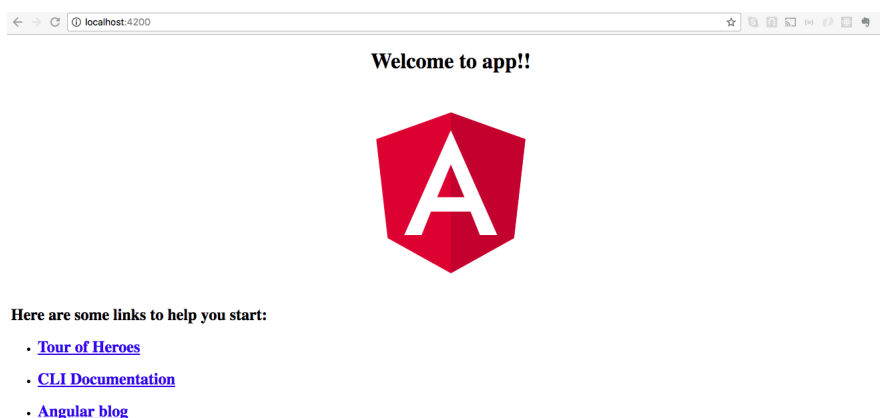 localhost:4200
Welcome to app!!
A
Here are some links to help you start:
Tour of Heroes
CLI Documentation
Angular blog